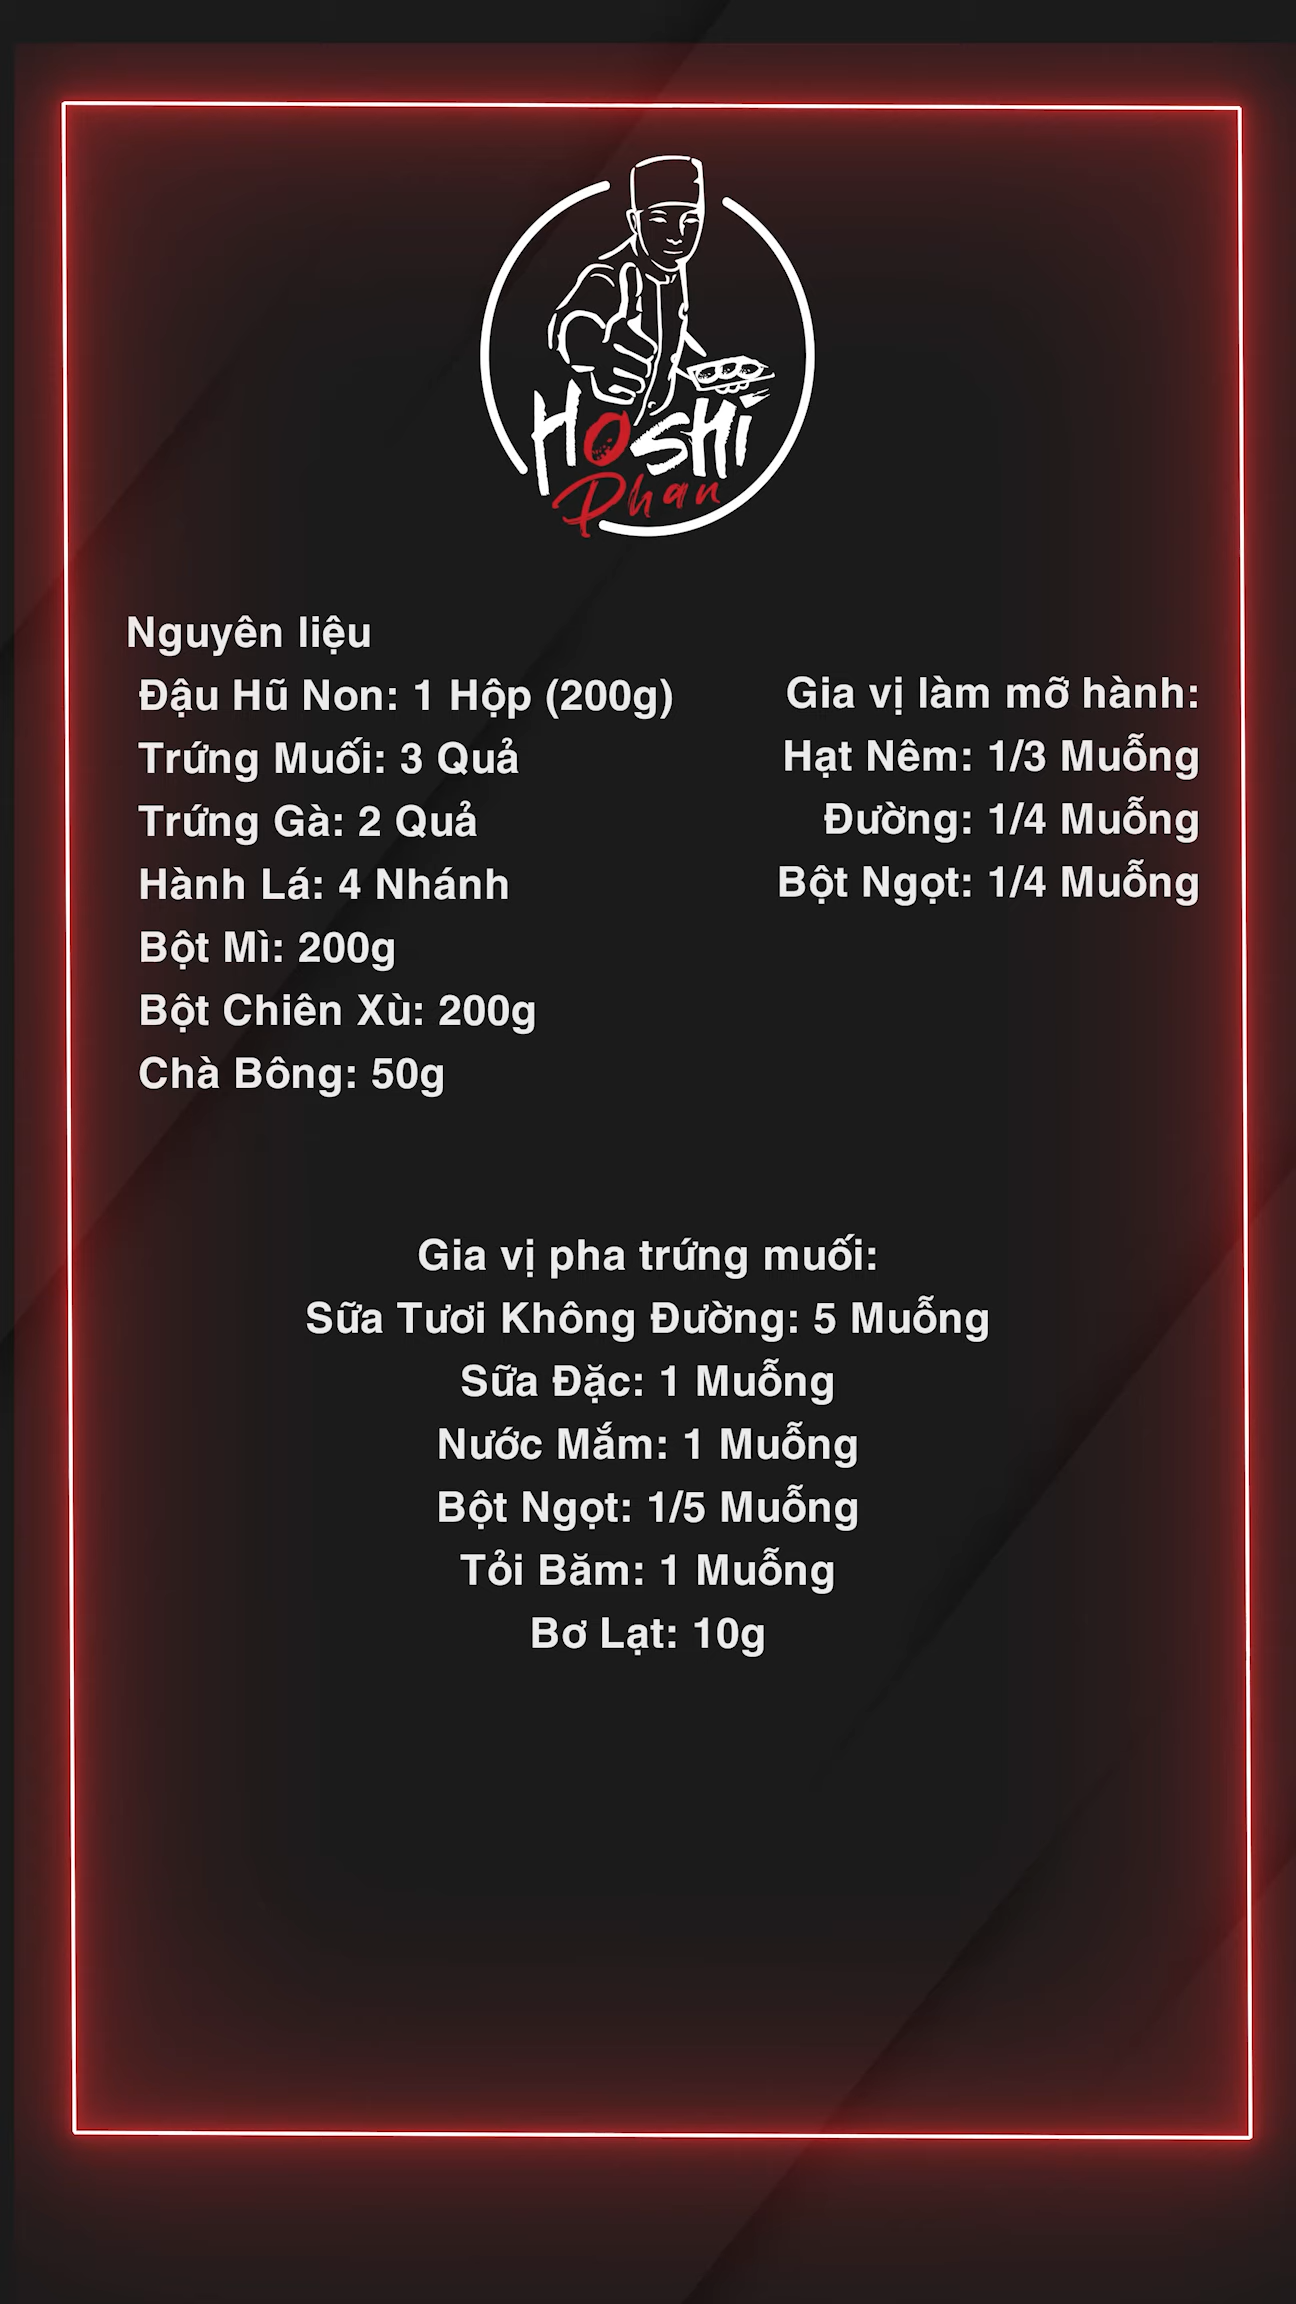 HOSHI
Phan
Nguyên liệu
Đậu Hũ Non: 1 Hộp (200g)
Trứng Muối: 3 Quả
Trứng Gà: 2 Quả
Hành Lá: 4 Nhánh
Bột Mì: 200g
Bột Chiên Xù: 200g
Chà Bông: 50g
Gia vị làm mỡ hành:
Hạt Nêm: 1/3 Muỗng
Đường: 1/4 Muỗng
Bột Ngọt: 1/4 Muỗng
Gia vị pha trứng muối:
Sữa Tươi Không Đường: 5 Muỗng
Sữa Đặc: 1 Muỗng
Nước Mắm: 1 Muỗng
Bột Ngọt: 1/5 Muỗng
Tỏi Băm: 1 Muỗng
Bơ Lạt: 10g